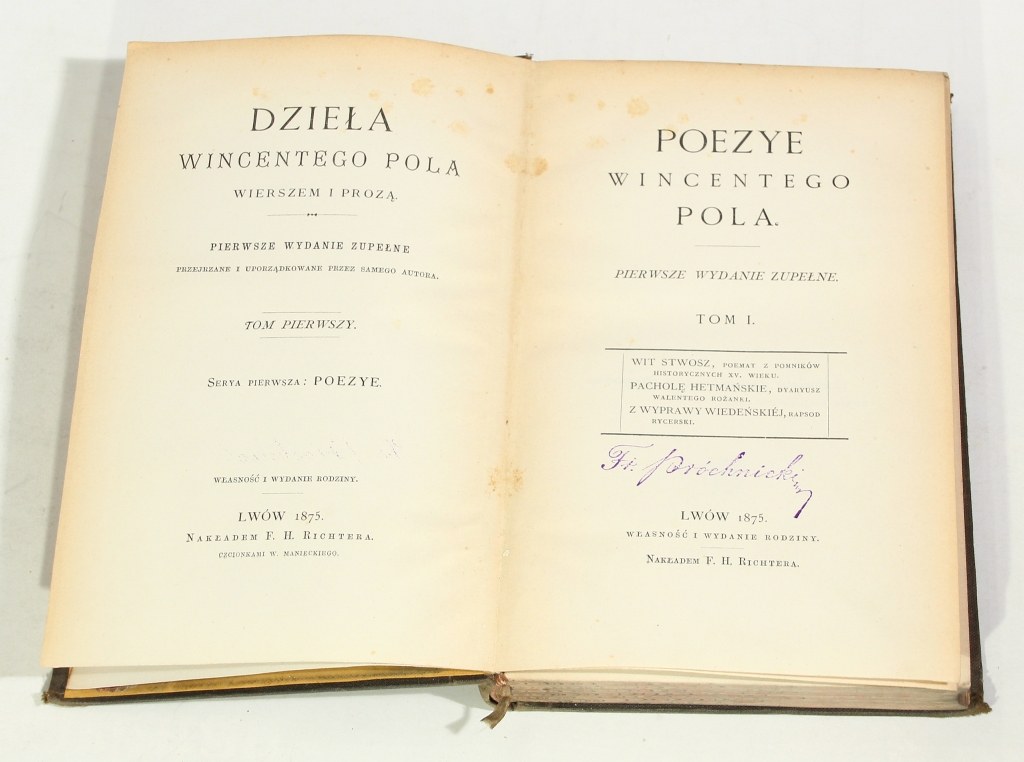 DZIEŁA
WINCENTEGO POLA
WIERSZEM I PROZĄ.
PIERWSZE WYDANIE ZUPEŁNE
PRZEJRZANE I UPORZĄDKOWANE PRZEZ SAMEGO AUTORA.
TOM PIERWSZY.
SERYA PIERWSZA: POEZYE.
WŁASNOŚĆ I WYDANIE RODZINY.
LWÓW 1875.
NAKŁADEM F. H. RICHTERA.
CZCIONKAMI W. MANIECKIEGO.
POEZYE
WINCENTEGO
POLA.
PIERWSZE WYDANIE ZUPEŁNE.
TOM I.
WIT STWOSZ, POEMAT Z POMNIKÓW
HISTORYCZNYCH XV. WIEKU.
PACHOLĘ HETMAŃSKIE, DYARYUSZ
WALENTEGO ROŻANKI.
Z WYPRAWY WIEDEŃSKIÉJ, RAPSOD
RYCERSKI.
Fr. Próchnicki
LWÓW 1875.
WŁASNOŚĆ I WYDANIE RODZINY.
NAKŁADEM F. H. RICHTERA.